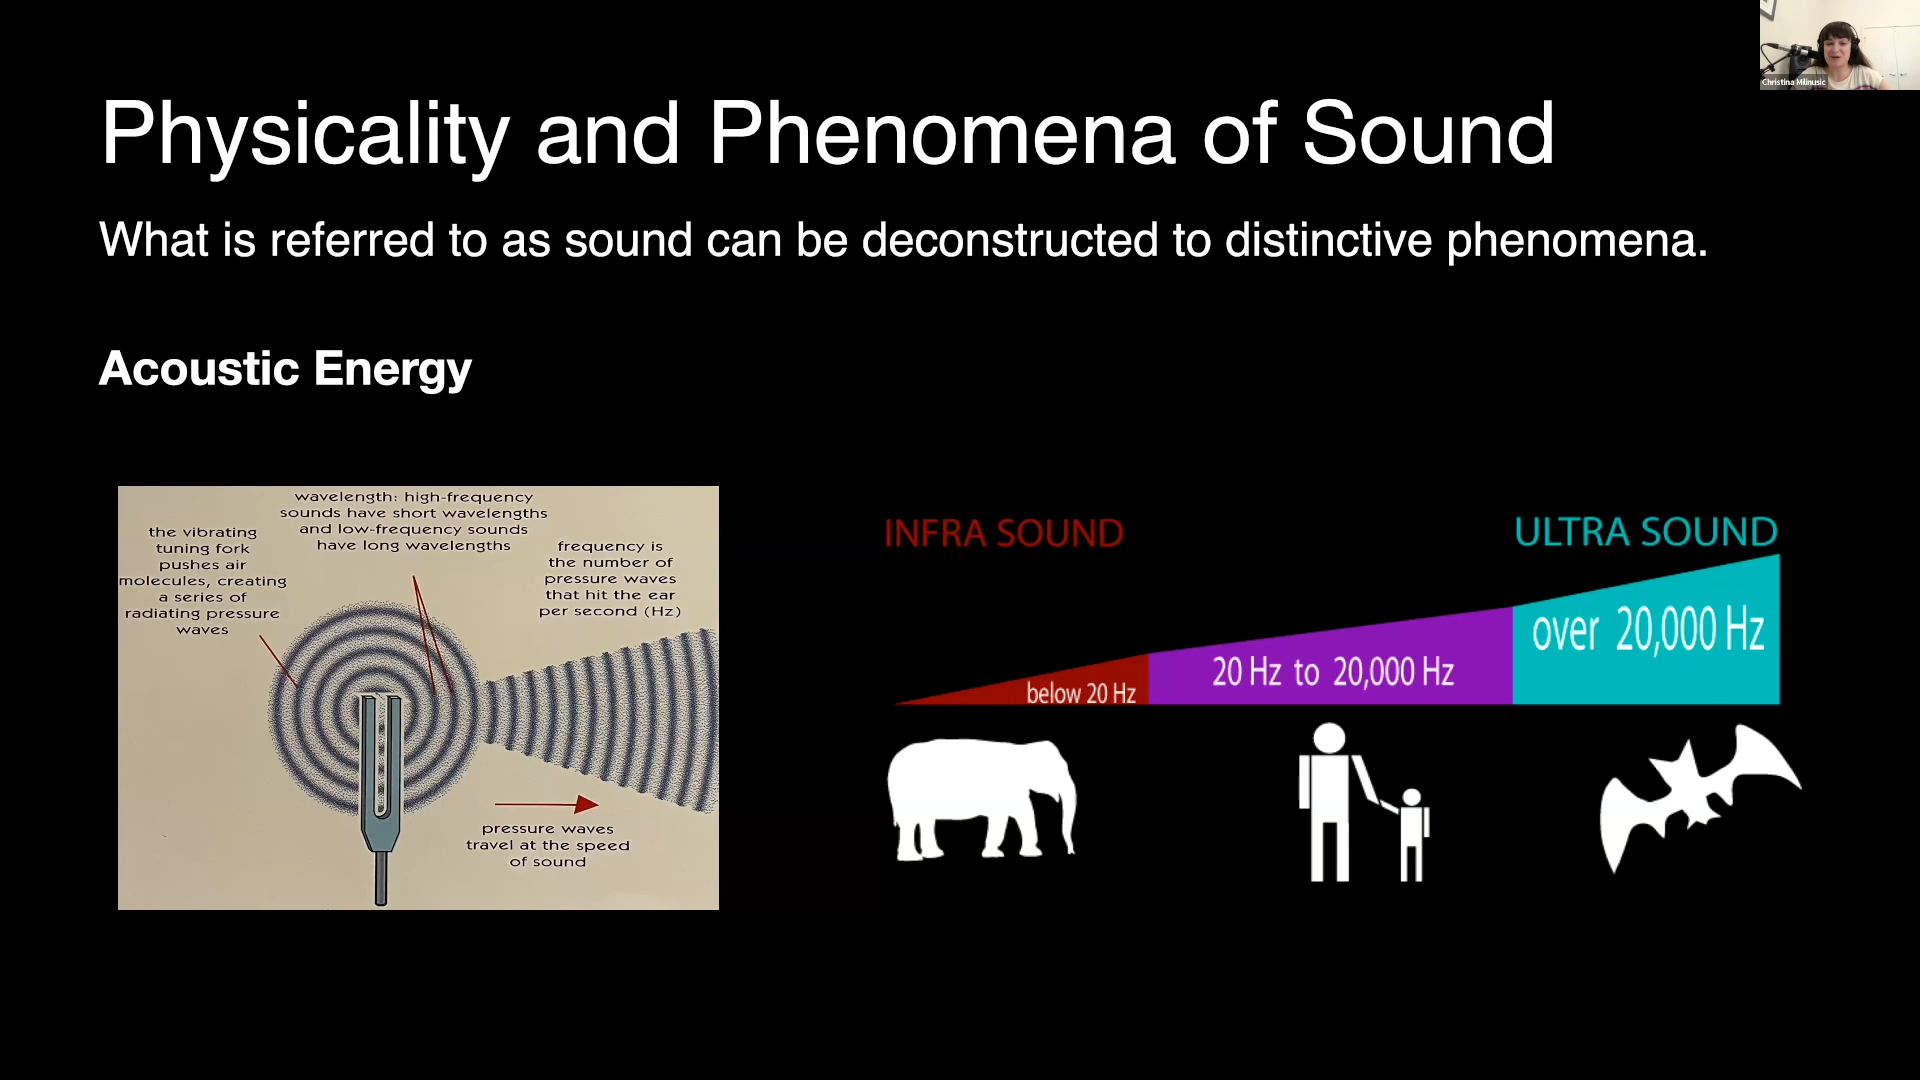 Christina Milinusic
Physicality and Phenomena of Sound
What is referred to as sound can be deconstructed to distinctive phenomena.
Acoustic Energy
wavelength: high-frequency
sounds have short wavelengths
and low-frequency sounds
have long wavelengths
the vibrating
tuning fork
pushes air
molecules, creating
a series of
radiating pressure
waves
frequency is
the number of
pressure waves
that hit the ear
per second (Hz)
pressure waves
travel at the speed
of sound
INFRA SOUND
ULTRA SOUND
below 20 Hz
20 Hz to 20,000 Hz
over 20,000 Hz